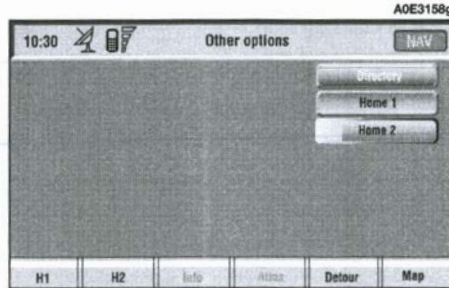 A0E3158g
10:30 Other options NAV
Directory
Home 1
Home 2
H1 H2 Info Atlas Detour Map